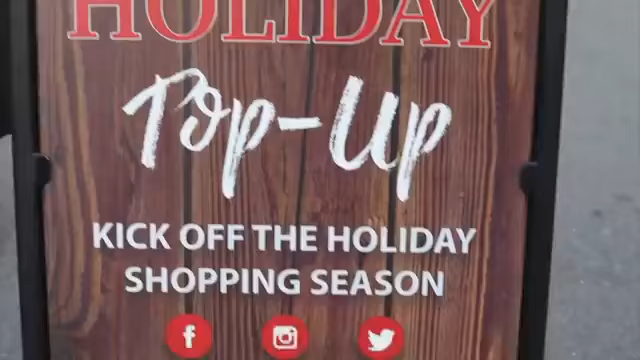 HOLIDAY
Pop-Up
KICK OFF THE HOLIDAY
SHOPPING SEASON